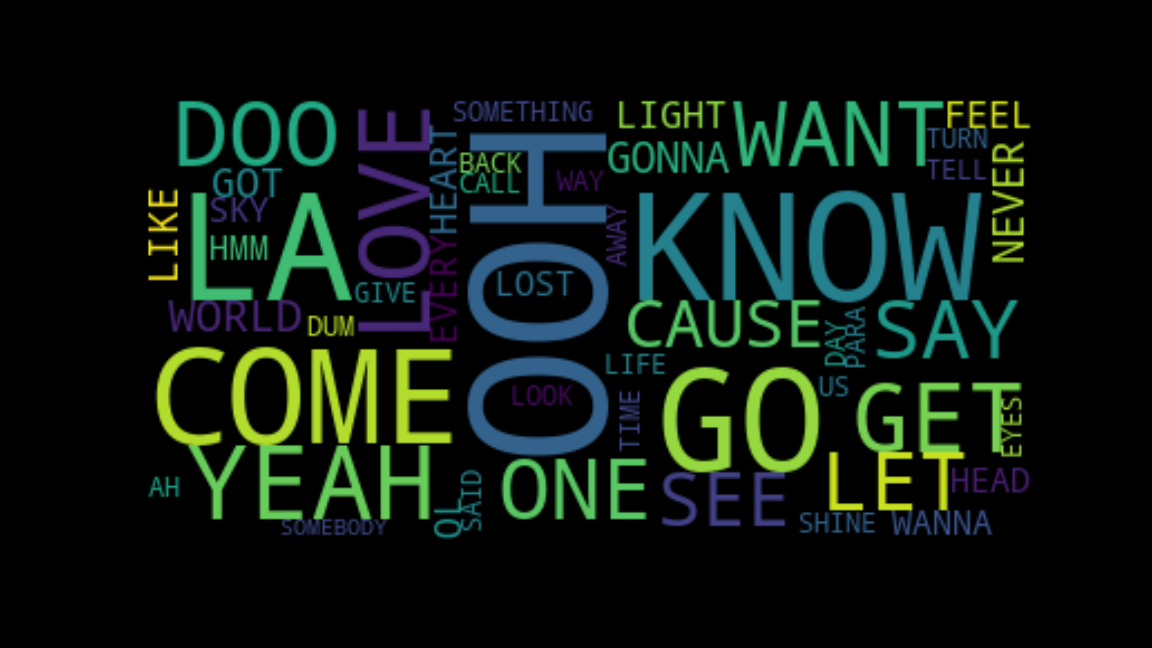 DOO
LOVE
SOMETHING
LIGHT
WANT
FEEL
TURN
TELL
NEVER
HEART
BACK
CALL
WAY
GONNA
GOT
SKY
LIKE
LA
HMM
OOH
AWAY
KNOW
EVERY
LOST
GIVE
WORLD
DUM
CAUSE
DAY
PARA
SAY
COME
LIFE
LOOK
TIME
GO
US
GET
EYES
YEAH
AH
OL
SAID
ONE
SEE
LET
HEAD
SOMEBODY
SHINE
WANNA